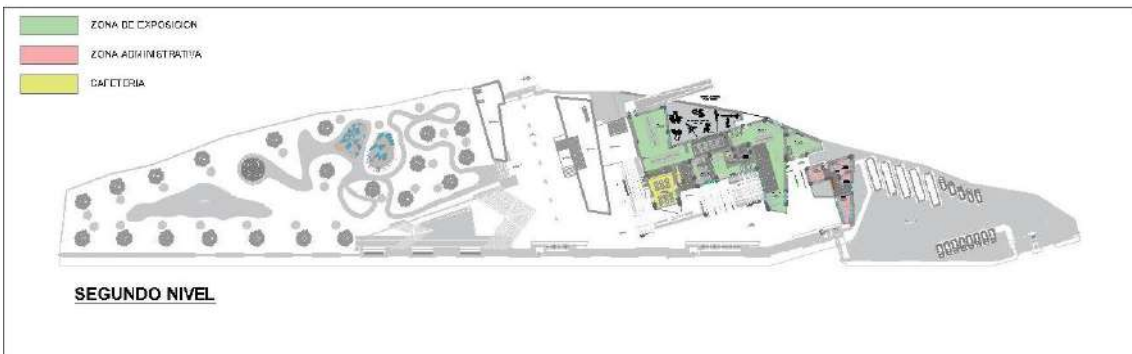 ZONA DE EXPOSICION
ZONA ADMINISTRATIVA
CAFETERIA
SEGUNDO NIVEL